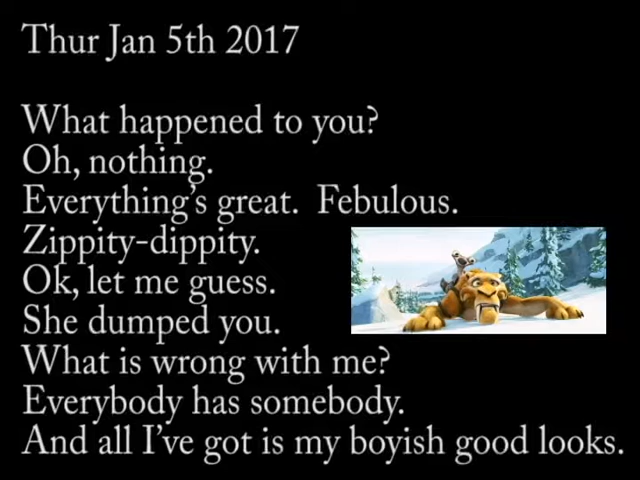 Thur Jan 5th 2017
What happened to you?
Oh, nothing.
Everything's great.  Febulous.
Zippity-dippity.
Ok, let me guess.
She dumped you.
What is wrong with me?
Everybody has somebody.
And all I've got is my boyish good looks.